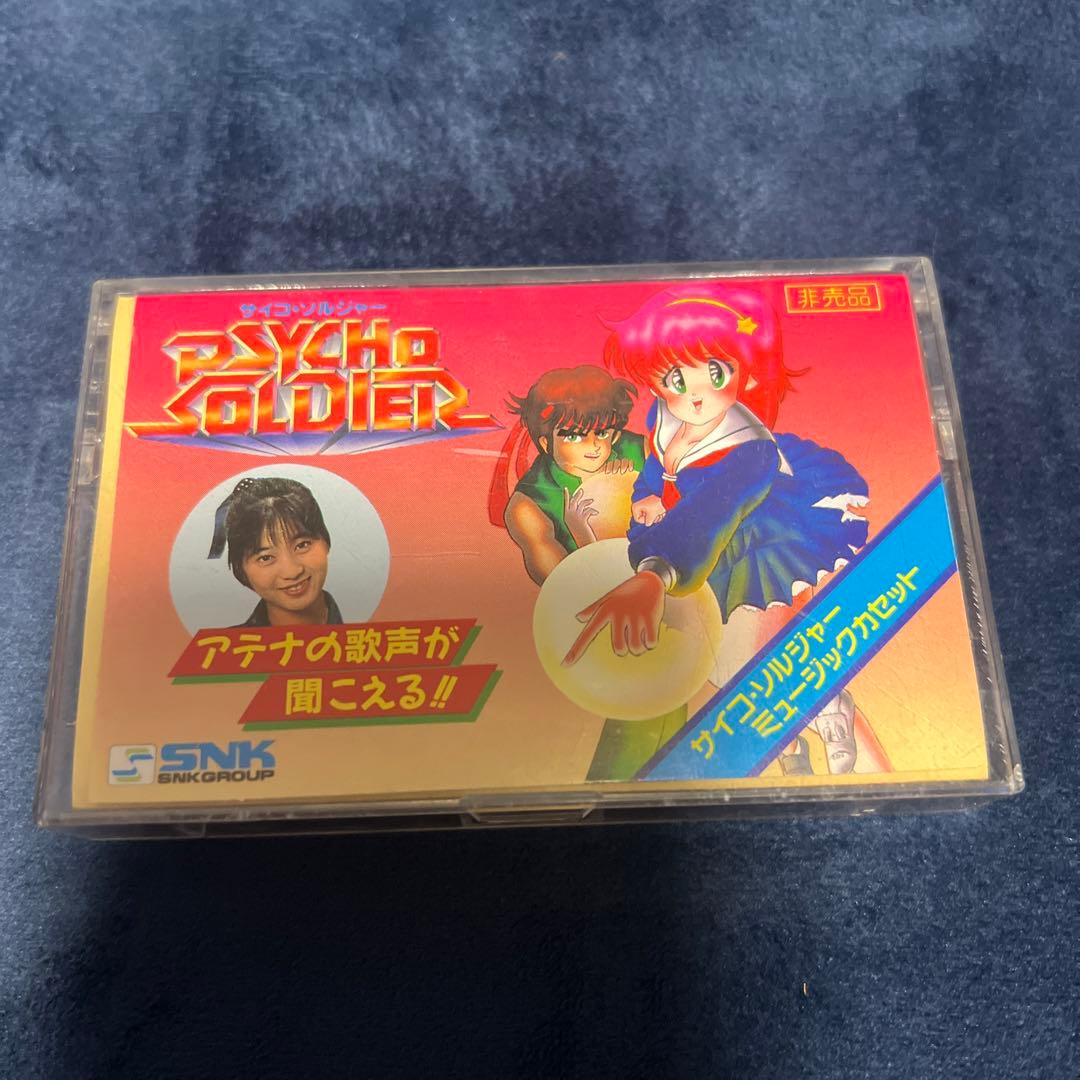 サイコ・ソルジャー
PSYCHO
SOLDIER
非売品
アテナの歌声が
聞こえる!!
サイコ・ソルジャー
ミュージックカセット
SNK
SNK GROUP